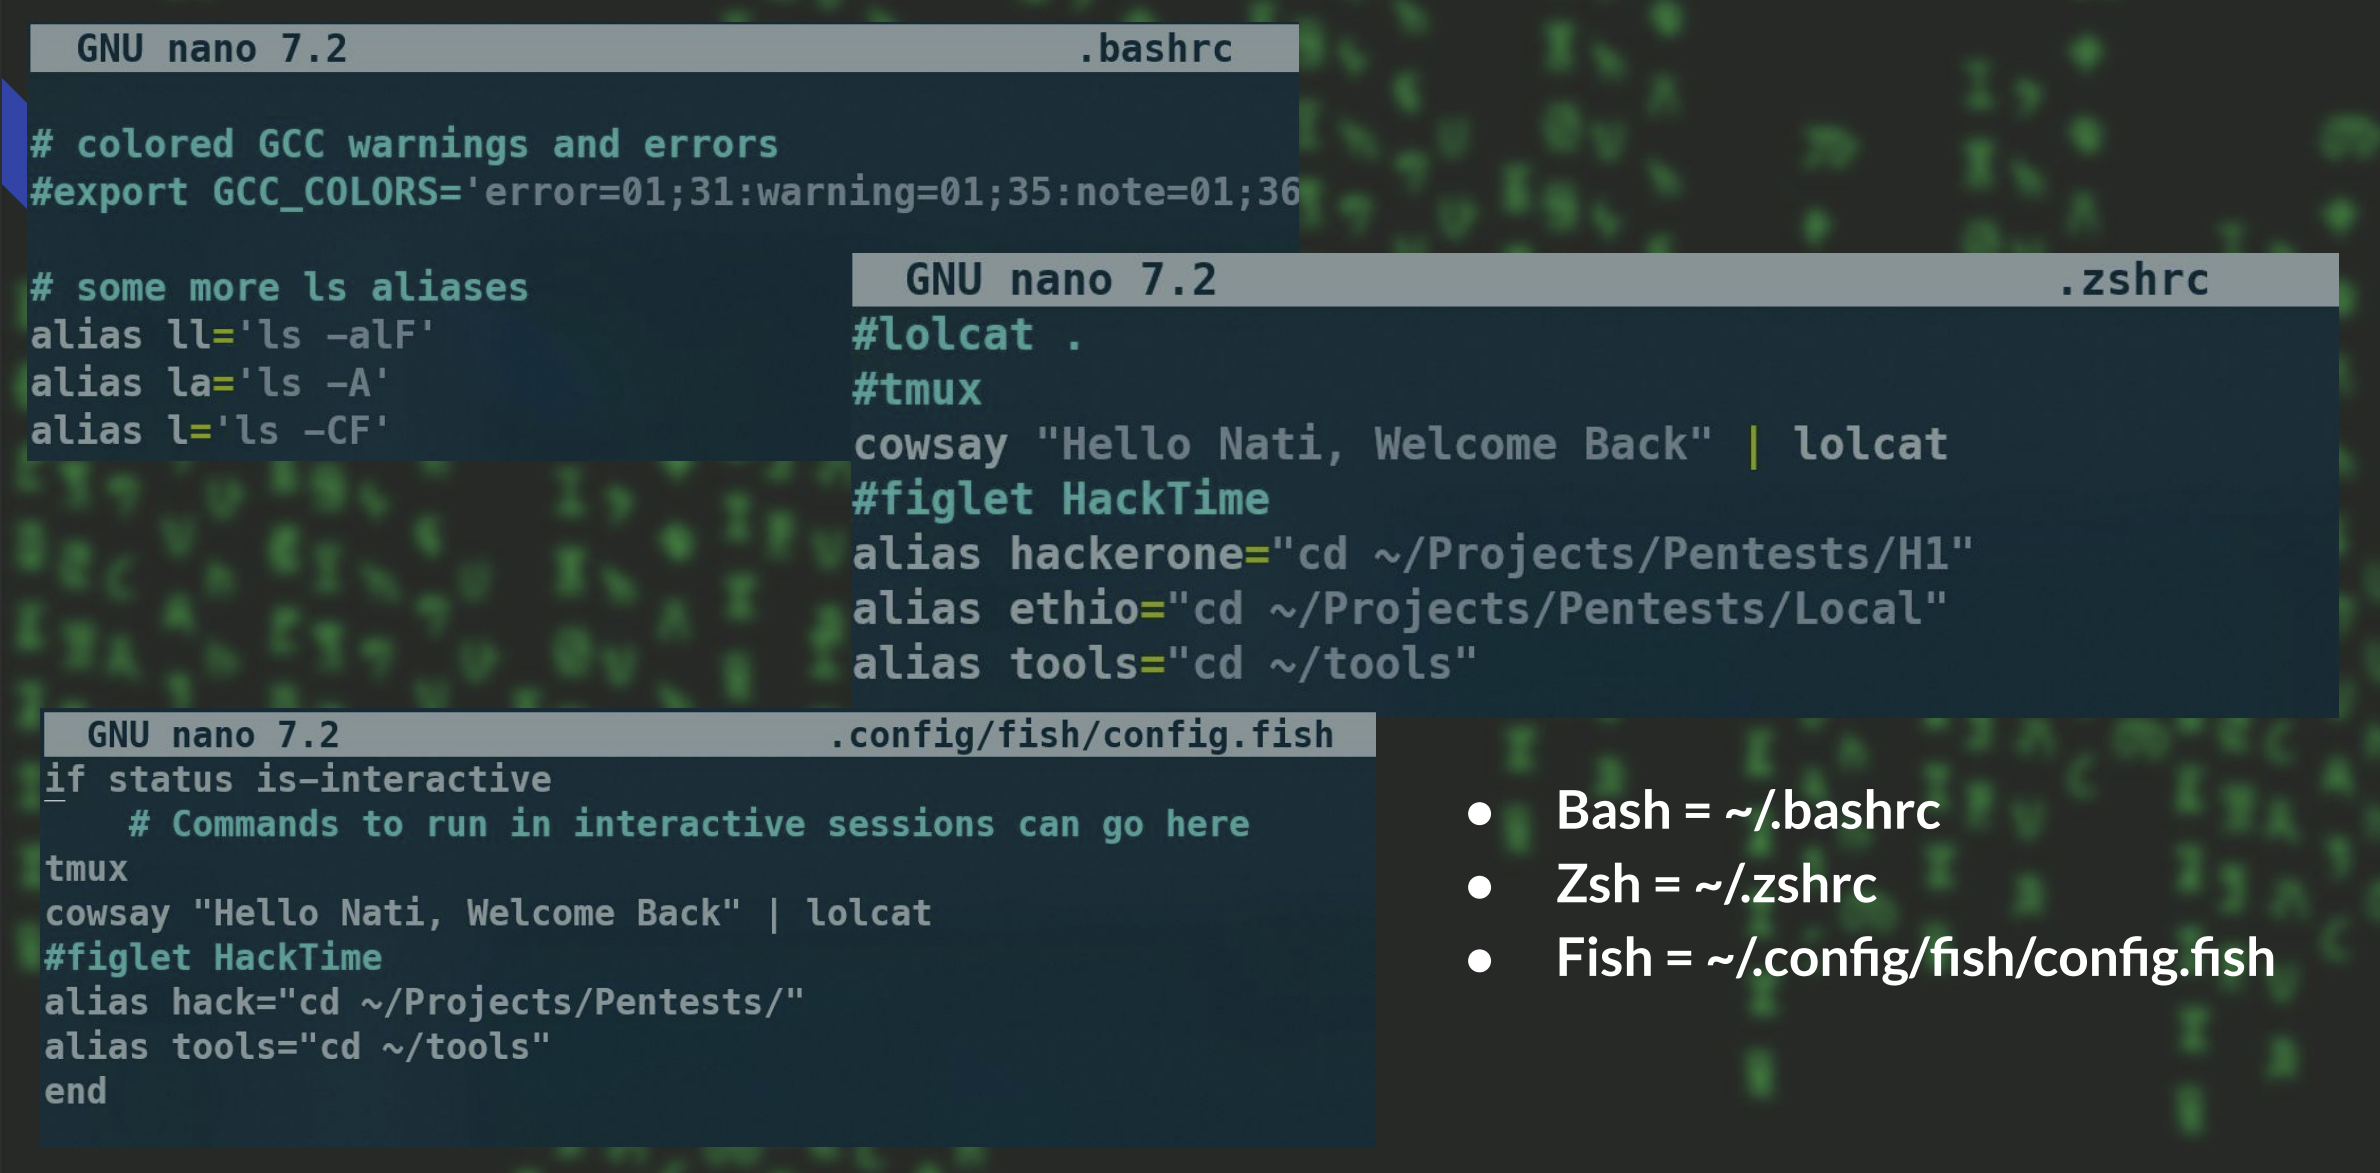 GNU nano 7.2 .bashrc
# colored GCC warnings and errors
#export GCC_COLORS='error=01;31:warning=01;35:note=01;36
# some more ls aliases
alias ll='ls -alF'
alias la='ls -A'
alias l='ls -CF'
GNU nano 7.2 .zshrc
#lolcat .
#tmux
cowsay "Hello Nati, Welcome Back" | lolcat
#figlet HackTime
alias hackerone="cd ~/Projects/Pentests/H1"
alias ethio="cd ~/Projects/Pentests/Local"
alias tools="cd ~/tools"
GNU nano 7.2 .config/fish/config.fish
if status is-interactive
    # Commands to run in interactive sessions can go here
tmux
cowsay "Hello Nati, Welcome Back" | lolcat
#figlet HackTime
alias hack="cd ~/Projects/Pentests/"
alias tools="cd ~/tools"
end
● Bash = ~/.bashrc
● Zsh = ~/.zshrc
● Fish = ~/.config/fish/config.fish